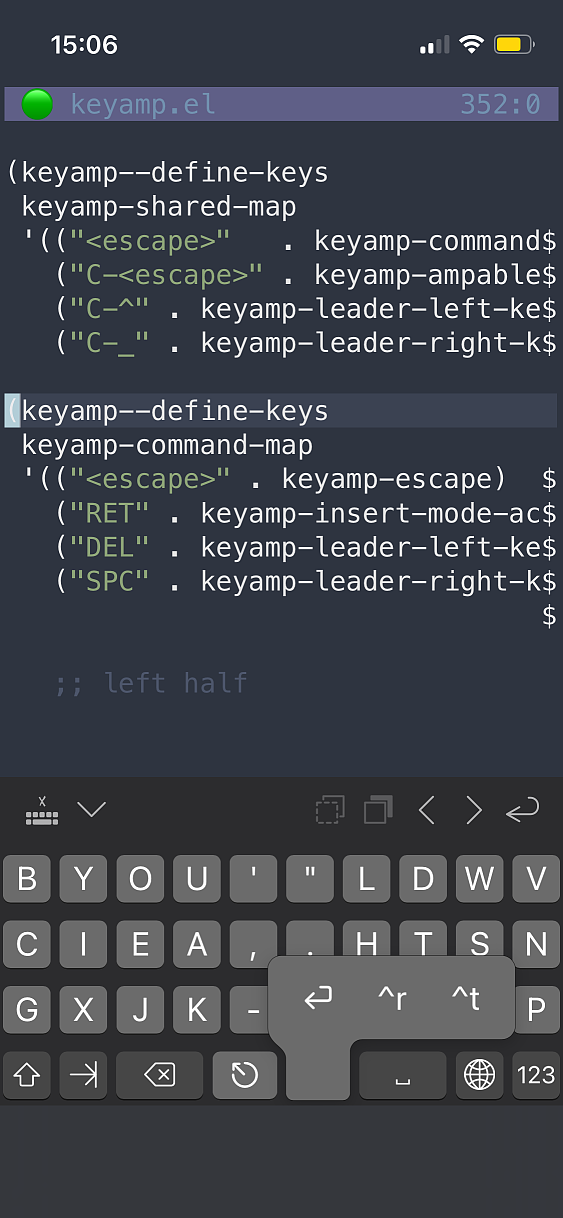 15:06
keyamp.el 352:0
(keyamp--define-keys
keyamp-shared-map
'(("<escape>" . keyamp-command$
("C-<escape>" . keyamp-ampable$
("C-^" . keyamp-leader-left-ke$
("C-_" . keyamp-leader-right-k$
(keyamp--define-keys
keyamp-command-map
'(("<escape>" . keyamp-escape) $
("RET" . keyamp-insert-mode-ac$
("DEL" . keyamp-leader-left-ke$
("SPC" . keyamp-leader-right-k$
$
;; left half
B Y O U ' " L D W V
C I E A , . H T S N
G X J K - P
^r ^t
123